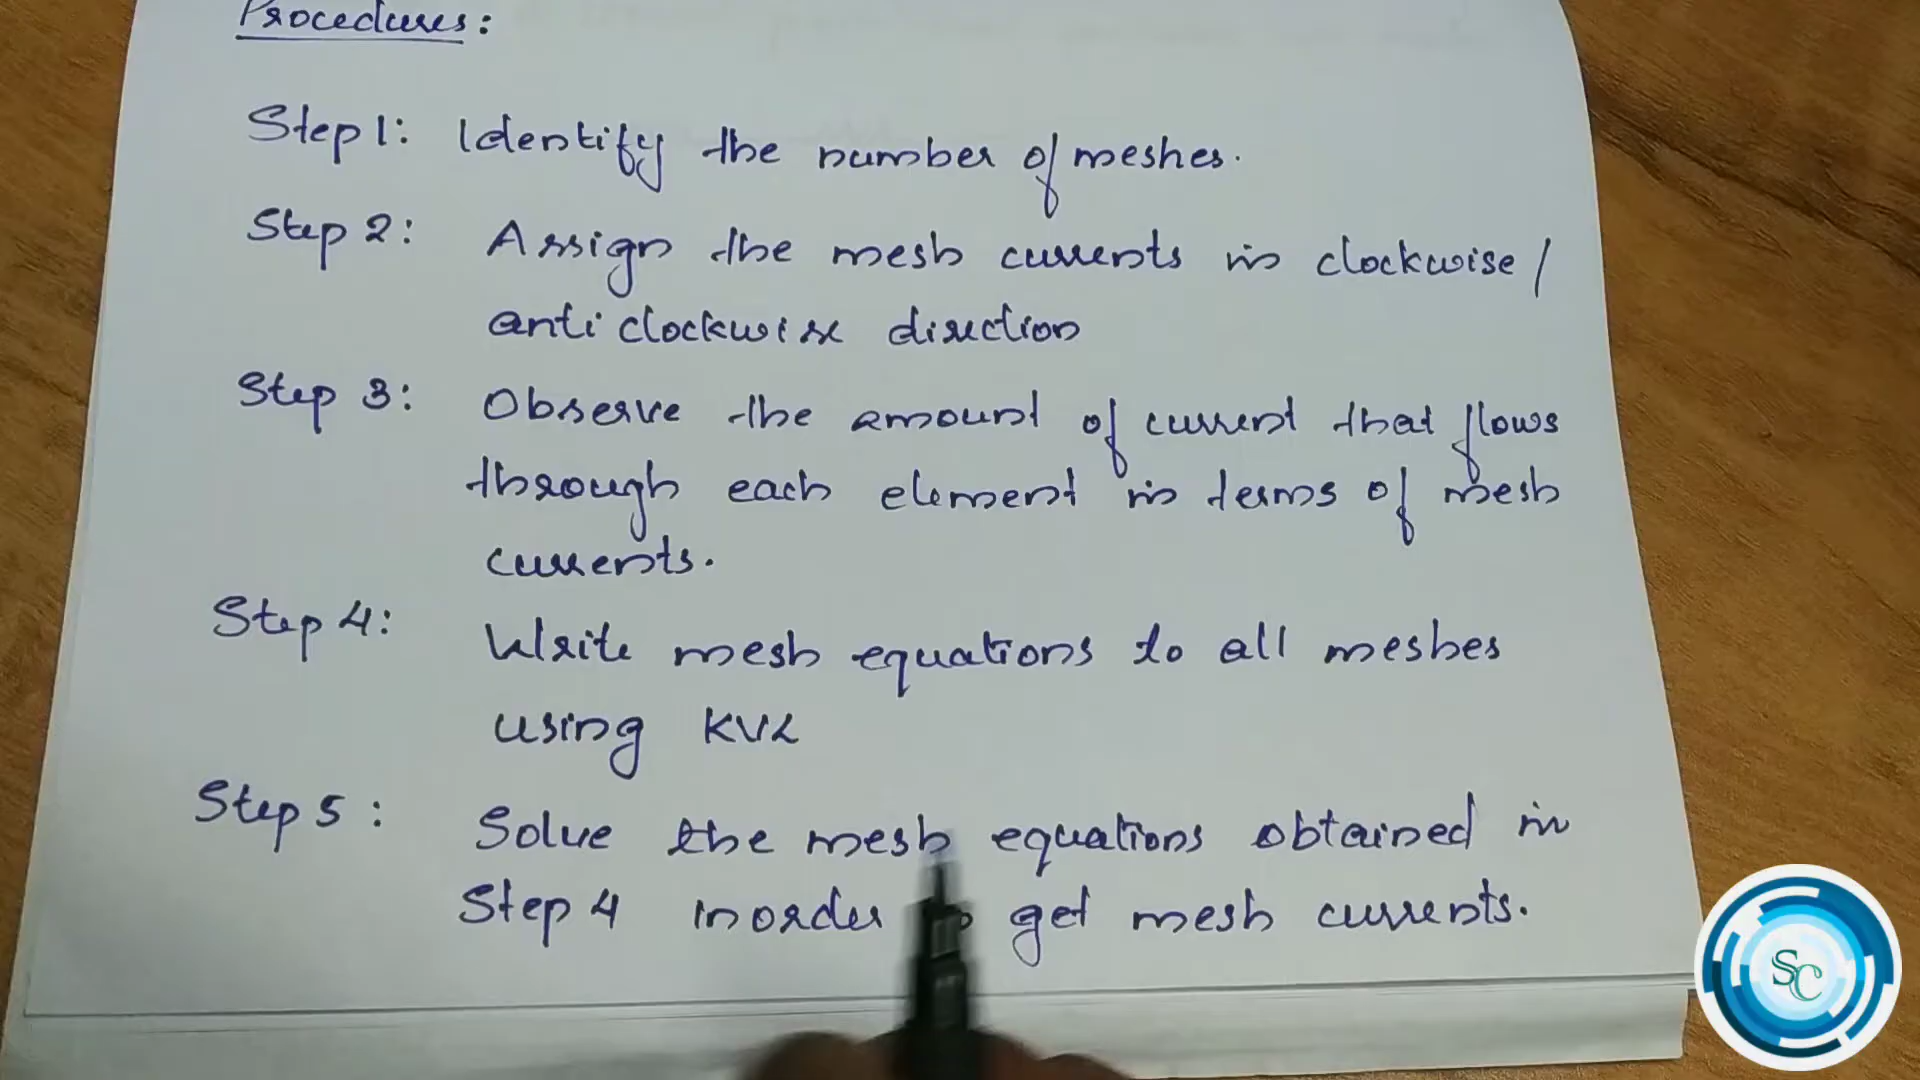 Procedures:
Step 1: Identify the number of meshes.
Step 2: Assign the mesh currents in clockwise /
anti clockwise direction
Step 3: Observe the amount of current that flows
through each element in terms of mesh
currents.
Step 4: Write mesh equations to all meshes
using KVL
Step 5: Solve the mesh equations obtained in
Step 4 inorder get mesh currents.
SC